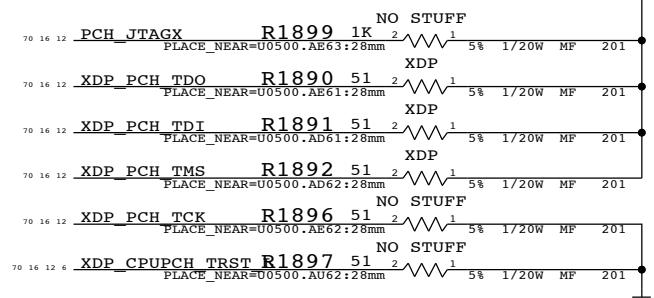 NO STUFF
70 16 12 PCH_JTAGX R1899 1K 2 1 5% 1/20W MF 201
PLACE_NEAR=U0500.AE63:28mm
XDP
70 16 12 XDP_PCH_TDO R1890 51 2 1 5% 1/20W MF 201
PLACE_NEAR=U0500.AE61:28mm
XDP
70 16 12 XDP_PCH_TDI R1891 51 2 1 5% 1/20W MF 201
PLACE_NEAR=U0500.AD61:28mm
XDP
70 16 12 XDP_PCH_TMS R1892 51 2 1 5% 1/20W MF 201
PLACE_NEAR=U0500.AD62:28mm
NO STUFF
70 16 12 XDP_PCH_TCK R1896 51 2 1 5% 1/20W MF 201
PLACE_NEAR=U0500.AE62:28mm
NO STUFF
70 16 12 6 XDP_CPUPCH_TRST_L R1897 51 2 1 5% 1/20W MF 201
PLACE_NEAR=U0500.AU62:28mm